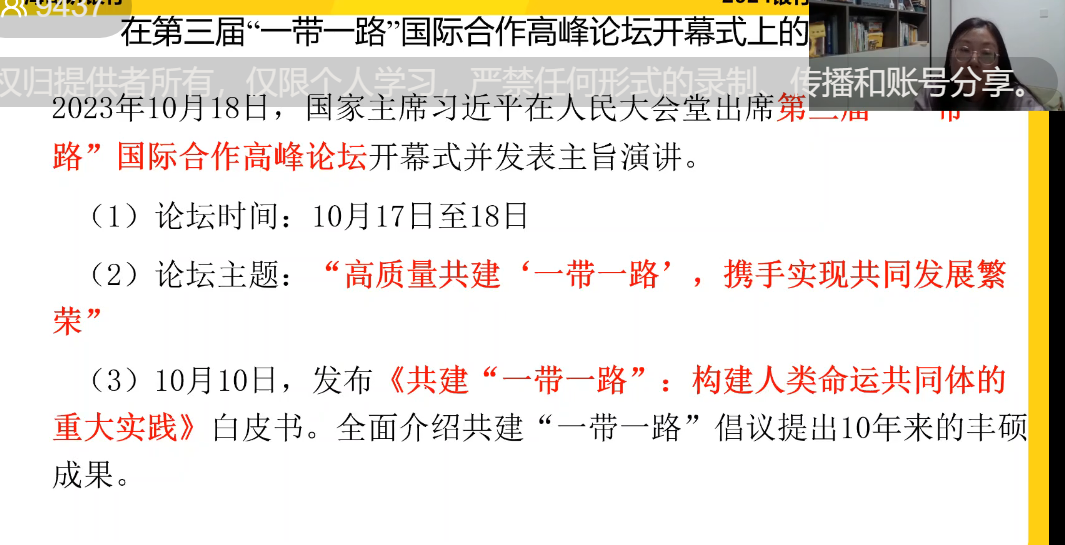 9437
在第三届“一带一路”国际合作高峰论坛开幕式上的
权归提供者所有，仅限个人学习，严禁任何形式的录制、传播和账号分享。
2023年10月18日，国家主席习近平在人民大会堂出席第三届“一带一
路”国际合作高峰论坛开幕式并发表主旨演讲。
（1）论坛时间：10月17日至18日
（2）论坛主题：“高质量共建‘一带一路’，携手实现共同发展繁
荣”
（3）10月10日，发布《共建“一带一路”：构建人类命运共同体的
重大实践》白皮书。全面介绍共建“一带一路”倡议提出10年来的丰硕
成果。